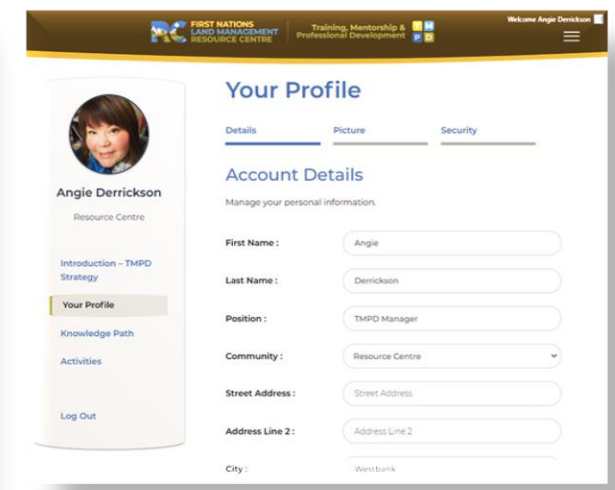 RC FIRST NATIONS
LAND MANAGEMENT
RESOURCE CENTRE
Training, Mentorship &
Professional Development
T M
P D
Welcome Angie Derrickson
Angie Derrickson
Resource Centre
Introduction – TMPD
Strategy
Your Profile
Knowledge Path
Activities
Log Out
Your Profile
Details Picture Security
Account Details
Manage your personal information.
First Name : Angie
Last Name : Derrickson
Position : TMPD Manager
Community : Resource Centre
Street Address : Street Address
Address Line 2 : Address Line 2
City : Westbank